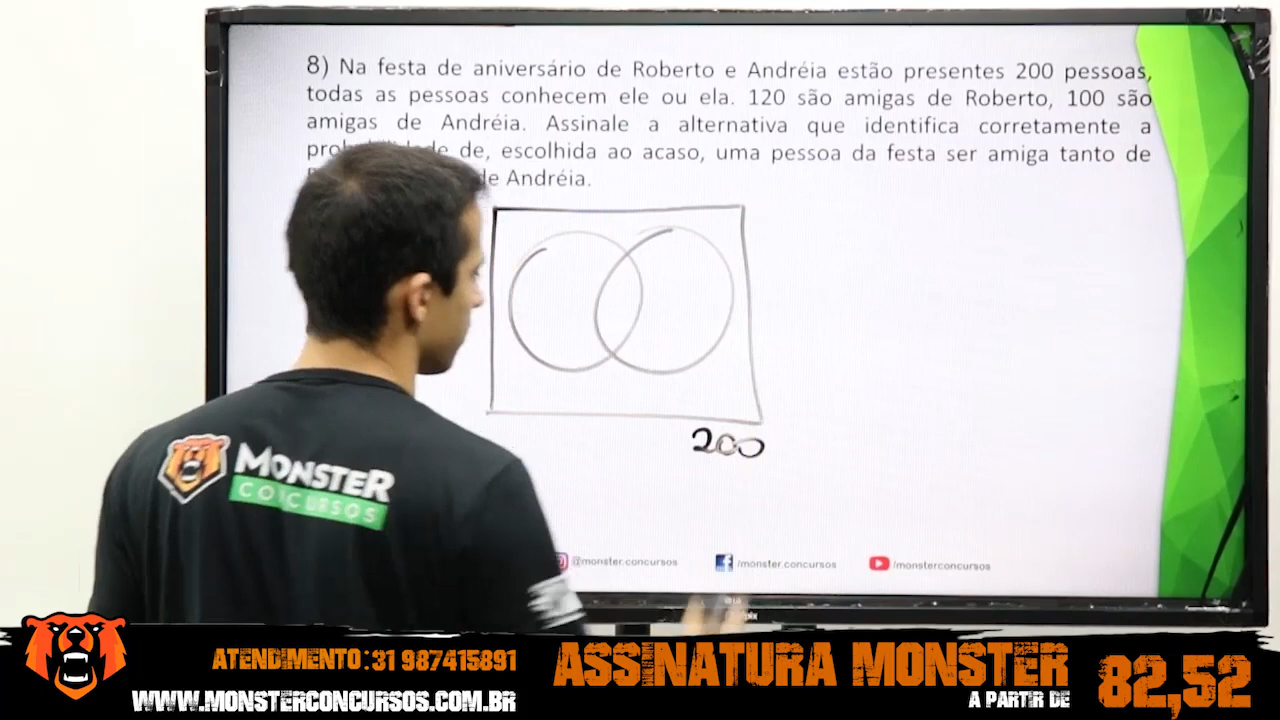 8) Na festa de aniversário de Roberto e Andréia estão presentes 200 pessoas,
todas as pessoas conhecem ele ou ela. 120 são amigas de Roberto, 100 são
amigas de Andréia. Assinale a alternativa que identifica corretamente a
de, escolhida ao acaso, uma pessoa da festa ser amiga tanto de
de Andréia.
200
MONSTER
CONCURSOS
@monster.concursos
/monster.concursos
/monsterconcursos
ATENDIMENTO: 31 987415891
WWW.MONSTERCONCURSOS.COM.BR
ASSINATURA MONSTER
A PARTIR DE
82,52